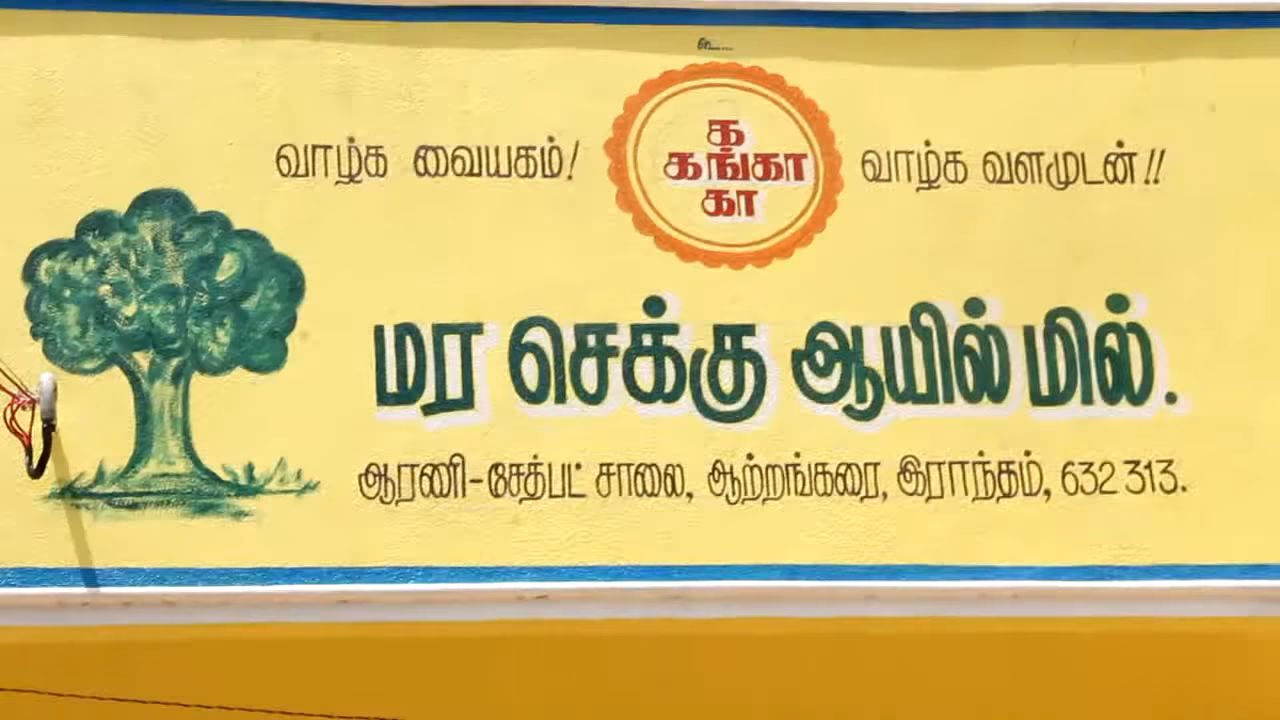 வாழ்க வையகம்! வாழ்க வளமுடன்!!
க
கங்கா
கா
மர செக்கு ஆயில் மில்.
ஆரணி-சேத்பட் சாலை, ஆற்றங்கரை, இராந்தம், 632 313.